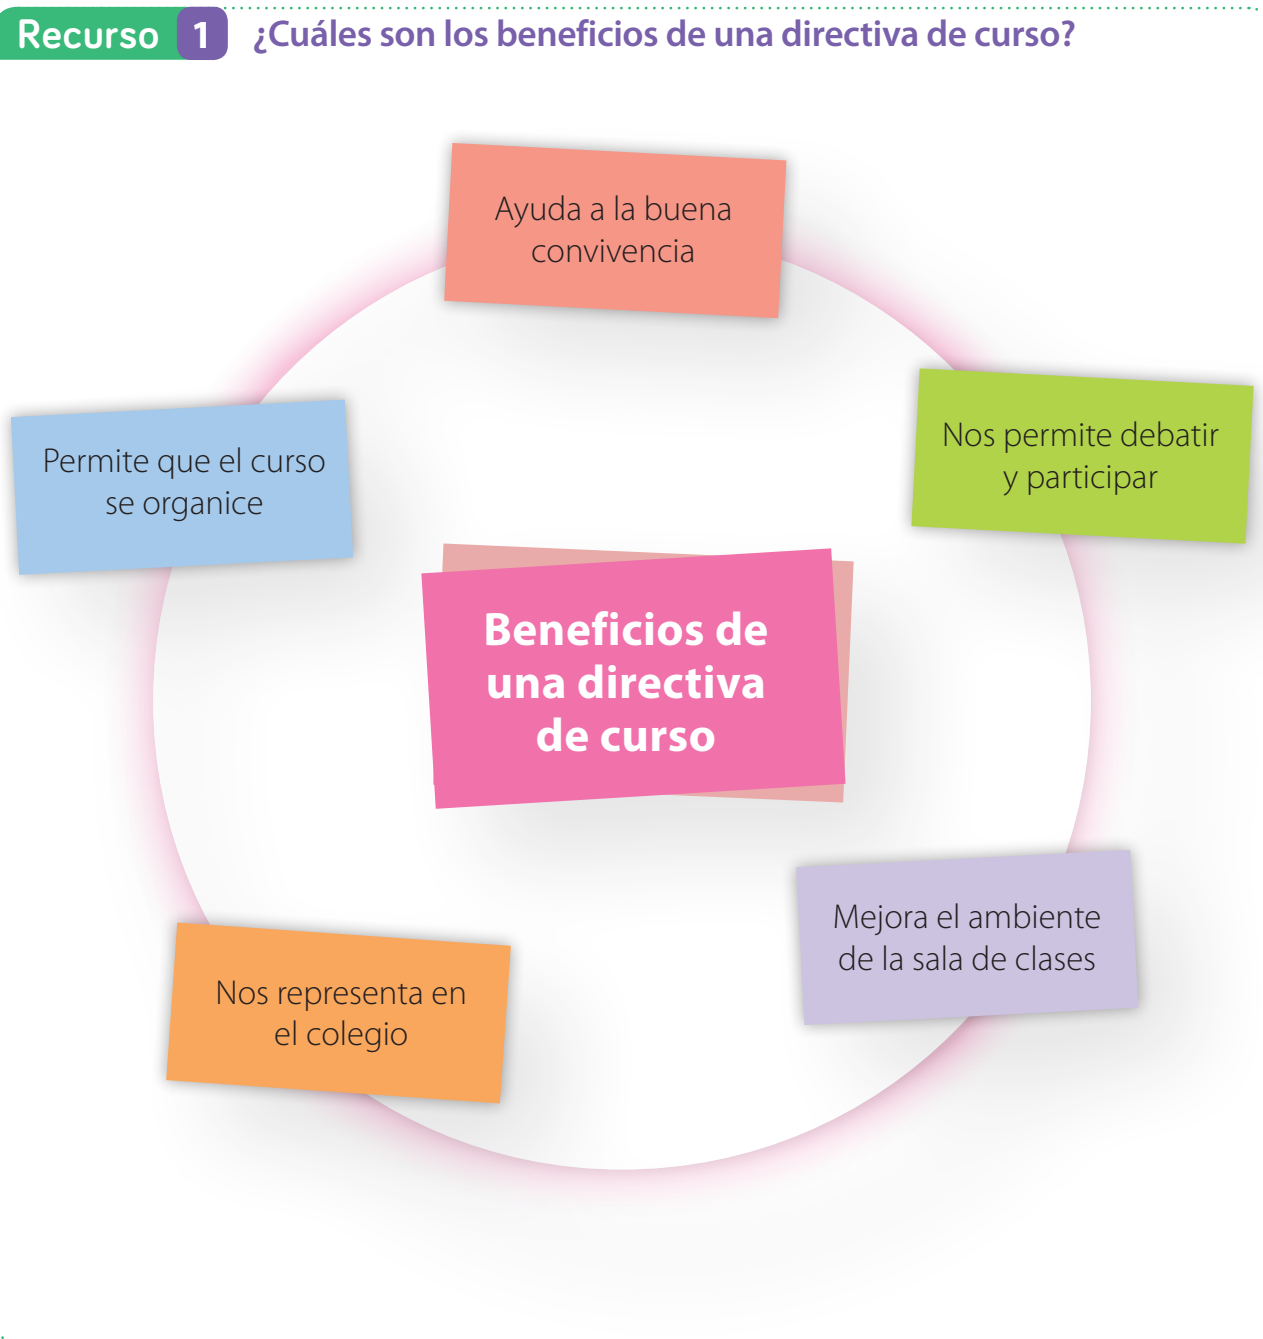 Recurso 1 ¿Cuáles son los beneficios de una directiva de curso?
Ayuda a la buena
convivencia
Nos permite debatir
y participar
Permite que el curso
se organice
Beneficios de
una directiva
de curso
Mejora el ambiente
de la sala de clases
Nos representa en
el colegio